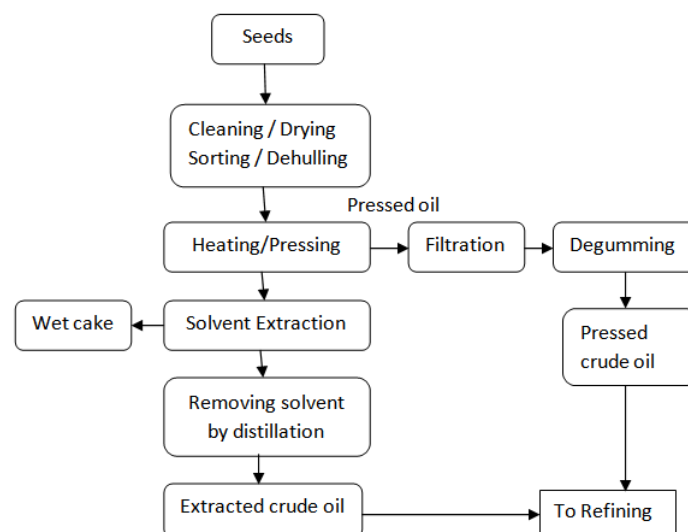 Seeds
Cleaning / Drying
Sorting / Dehulling
Pressed oil
Heating/Pressing
Filtration
Degumming
Wet cake
Solvent Extraction
Pressed
crude oil
Removing solvent
by distillation
Extracted crude oil
To Refining